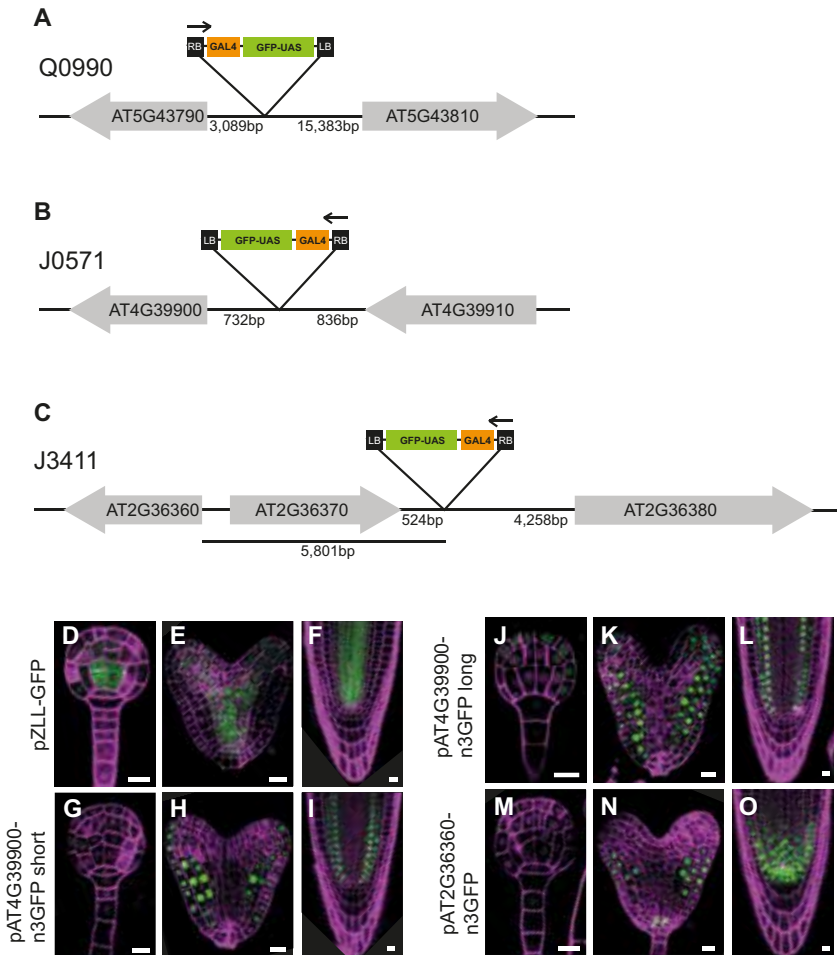 A
Q0990
RB GAL4 GFP-UAS LB
AT5G43790 3,089bp 15,383bp AT5G43810
B
J0571
LB GFP-UAS GAL4 RB
AT4G39900 732bp 836bp AT4G39910
C
J3411
LB GFP-UAS GAL4 RB
AT2G36360 AT2G36370 524bp 4,258bp AT2G36380
5,801bp
pZLL-GFP
D E F
pAT4G39900-
n3GFP short
G H I
pAT4G39900-
n3GFP long
J K L
pAT2G36360-
n3GFP
M N O